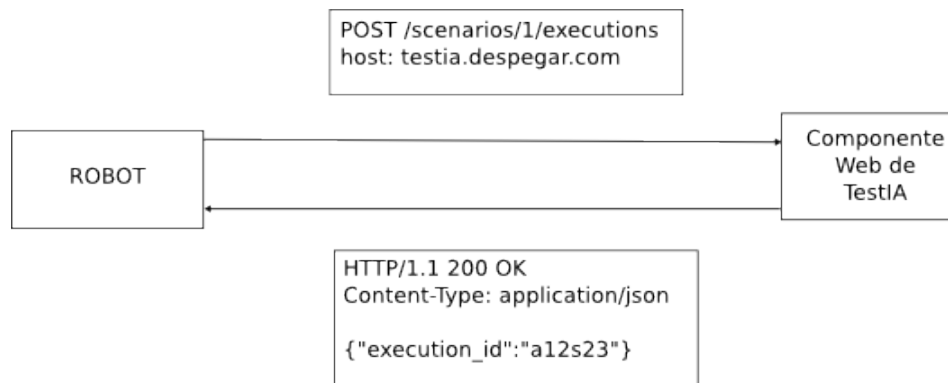 POST /scenarios/1/executions
host: testia.despegar.com
ROBOT
Componente
Web de
TestIA
HTTP/1.1 200 OK
Content-Type: application/json
{"execution_id":"a12s23"}